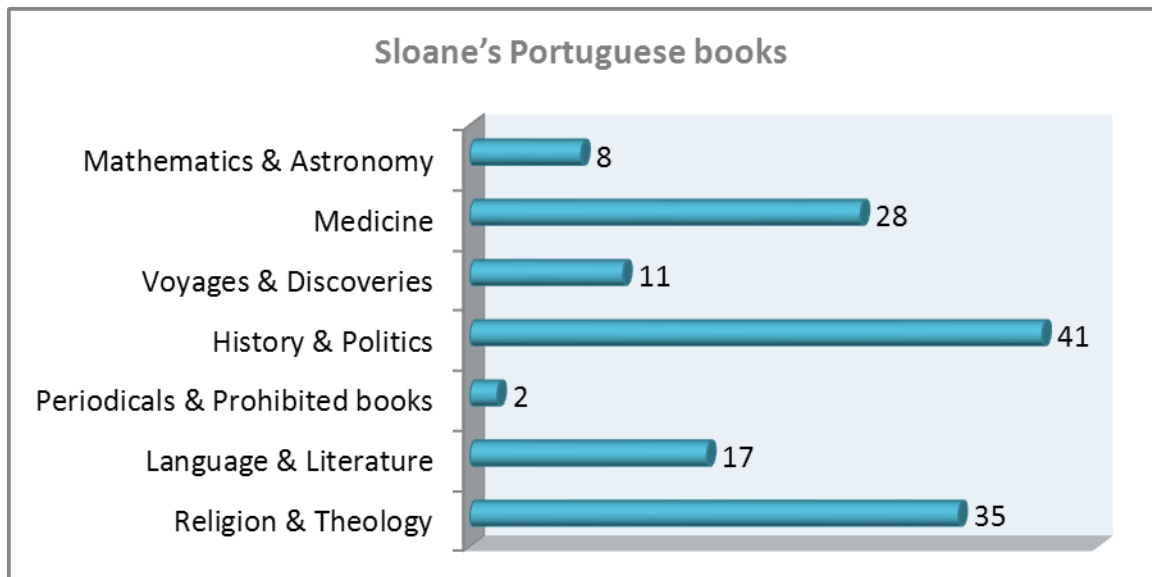 Sloane’s Portuguese books
Mathematics & Astronomy 8
Medicine 28
Voyages & Discoveries 11
History & Politics 41
Periodicals & Prohibited books 2
Language & Literature 17
Religion & Theology 35